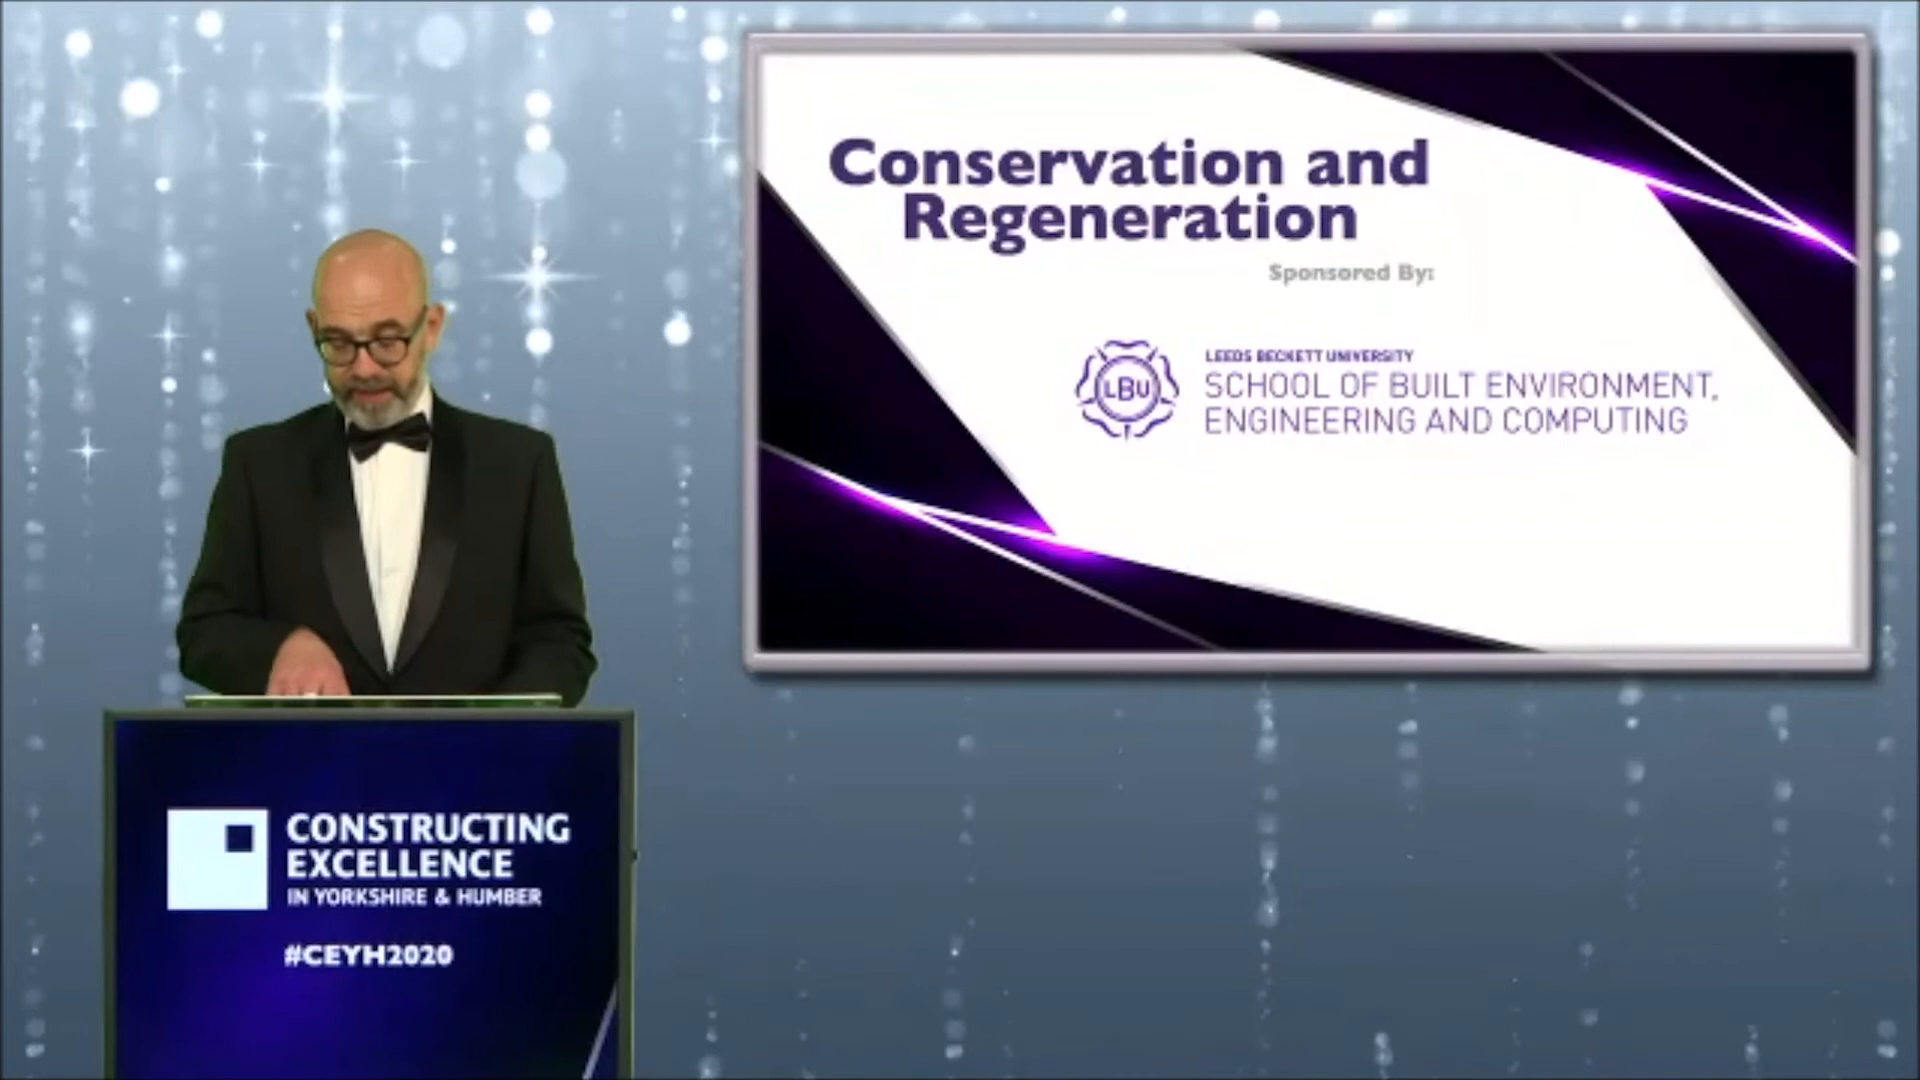 Conservation and
Regeneration
Sponsored By:
LBU
LEEDS BECKETT UNIVERSITY
SCHOOL OF BUILT ENVIRONMENT,
ENGINEERING AND COMPUTING
CONSTRUCTING
EXCELLENCE
IN YORKSHIRE & HUMBER
#CEYH2020